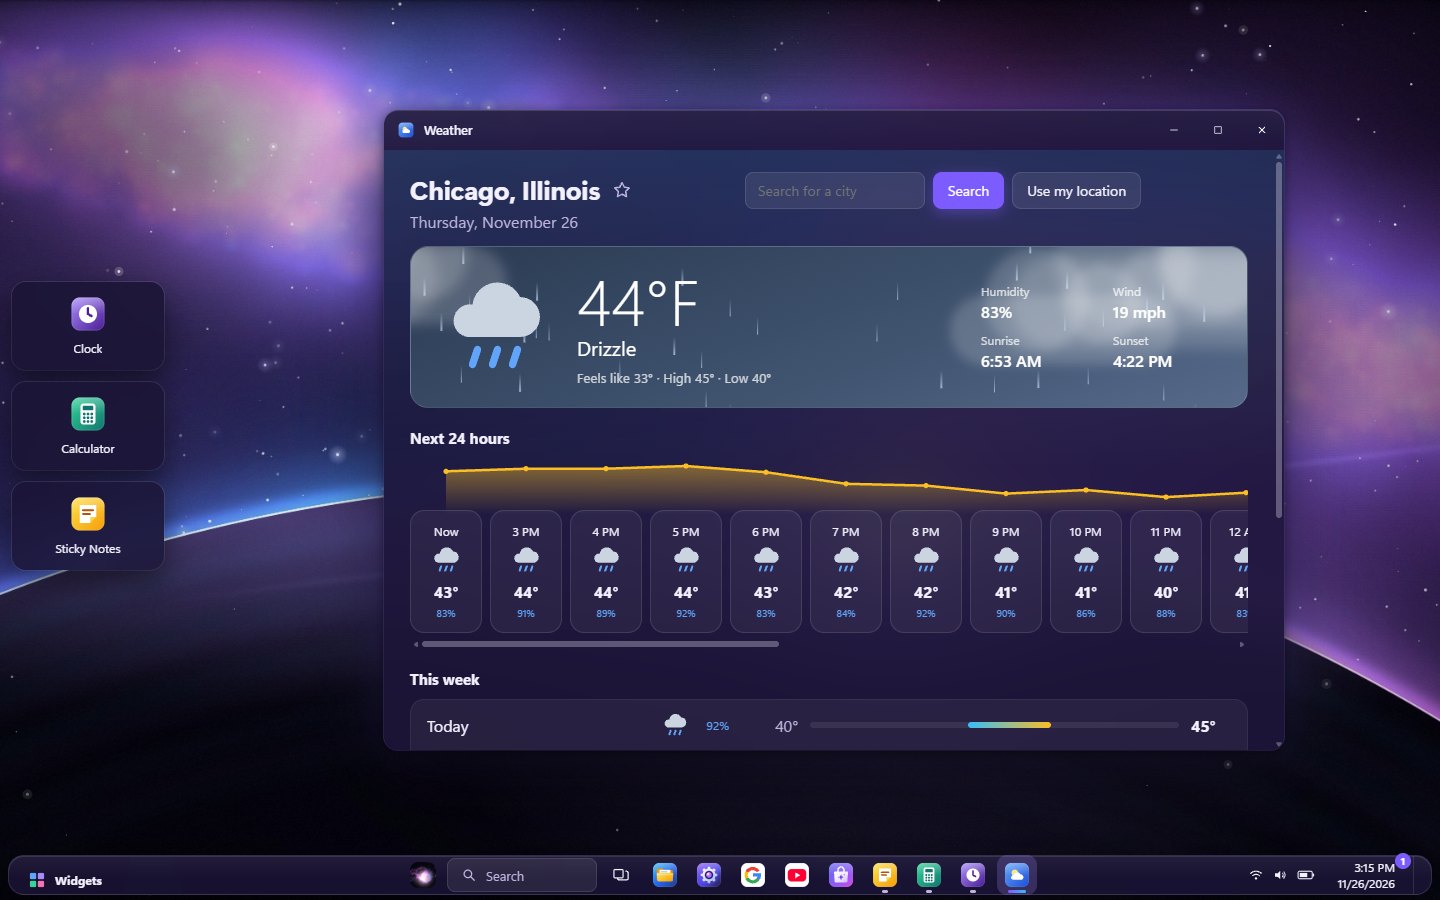 Weather
Chicago, Illinois
Search for a city
Search
Use my location
Thursday, November 26
44°F
Drizzle
Feels like 33° · High 45° · Low 40°
Humidity
83%
Wind
19 mph
Sunrise
6:53 AM
Sunset
4:22 PM
Next 24 hours
Now 3 PM 4 PM 5 PM 6 PM 7 PM 8 PM 9 PM 10 PM 11 PM 12 A
43° 44° 44° 44° 43° 42° 42° 41° 41° 40° 41
83% 91% 89% 92% 83% 84% 92% 90% 86% 88% 83
This week
Today 92% 40° 45°
Clock
Calculator
Sticky Notes
Widgets
Search
3:15 PM
11/26/2026
1